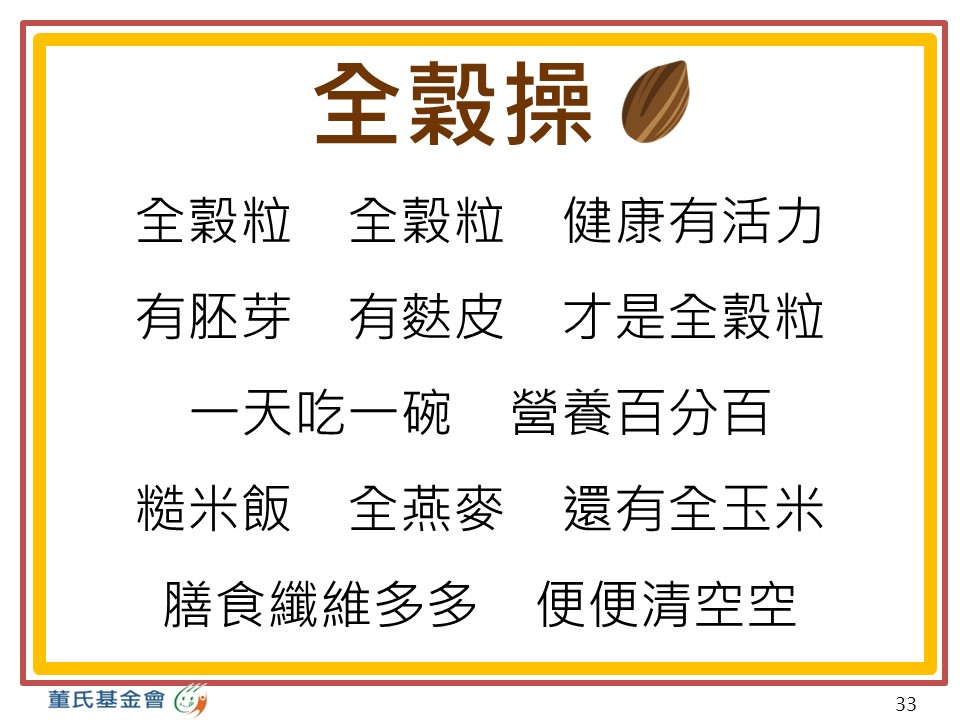 全穀操
全穀粒　全穀粒　健康有活力
有胚芽　有麩皮　才是全穀粒
一天吃一碗　營養百分百
糙米飯　全燕麥　還有全玉米
膳食纖維多多　便便清空空
董氏基金會
33